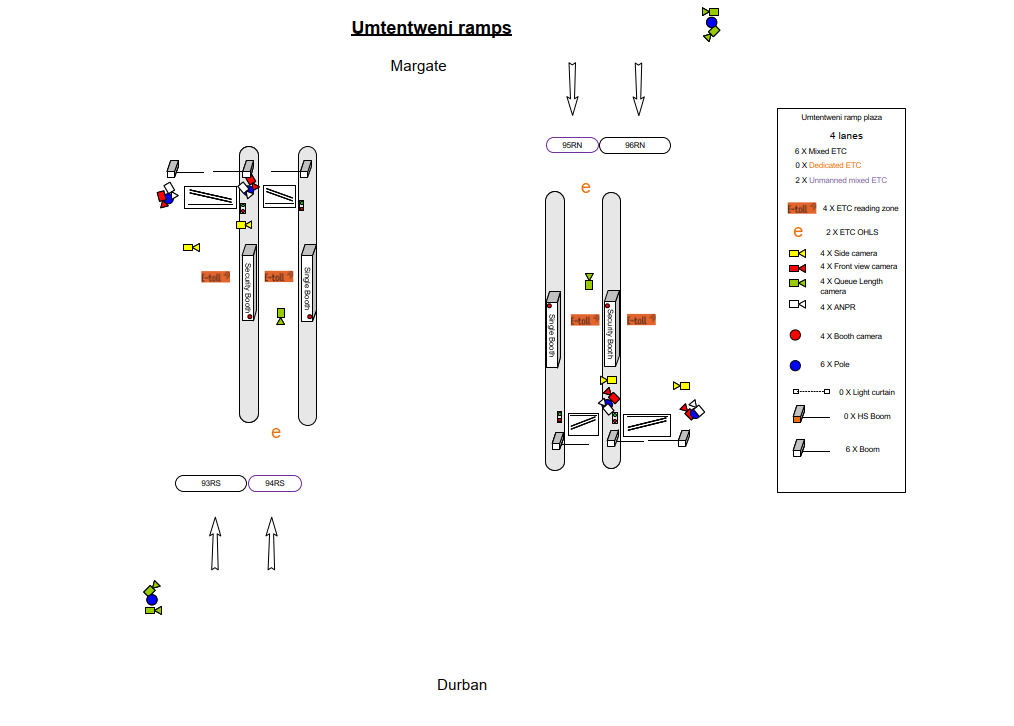 Umtentweni ramps
Margate
95RN
96RN
e
Security Booth
Single Booth
E-toll
E-toll
e
93RS
94RS
Single Booth
Security Booth
E-toll
E-toll
Durban
Umtentweni ramp plaza
4 lanes
6 X Mixed ETC
0 X Dedicated ETC
2 X Unmanned mixed ETC
E-toll
4 X ETC reading zone
e
2 X ETC OHLS
4 X Side camera
4 X Front view camera
4 X Queue Length
camera
4 X ANPR
4 X Booth camera
6 X Pole
0 X Light curtain
0 X HS Boom
6 X Boom